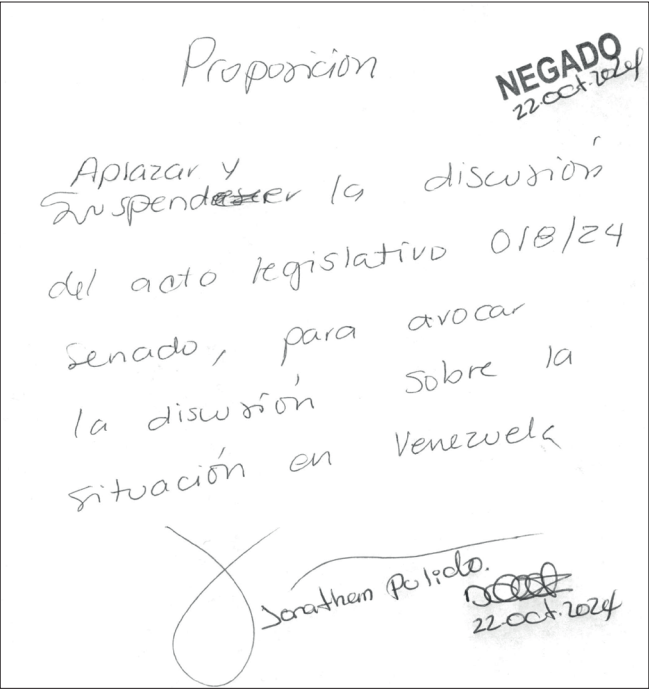 Proposicion
NEGADO
22.oct.2024
Aplazar y
Suspender la discusión
del acto legislativo 018/24
Senado, para avocar
la discusión sobre la
situación en Venezuela
Jonathan Pulido.
22.oct.2024